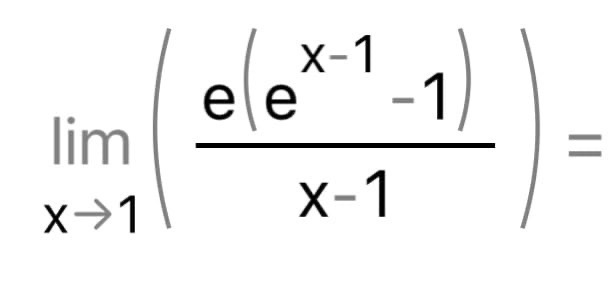 lim x→1 ( e(e^(x-1) -1) / x-1 ) =